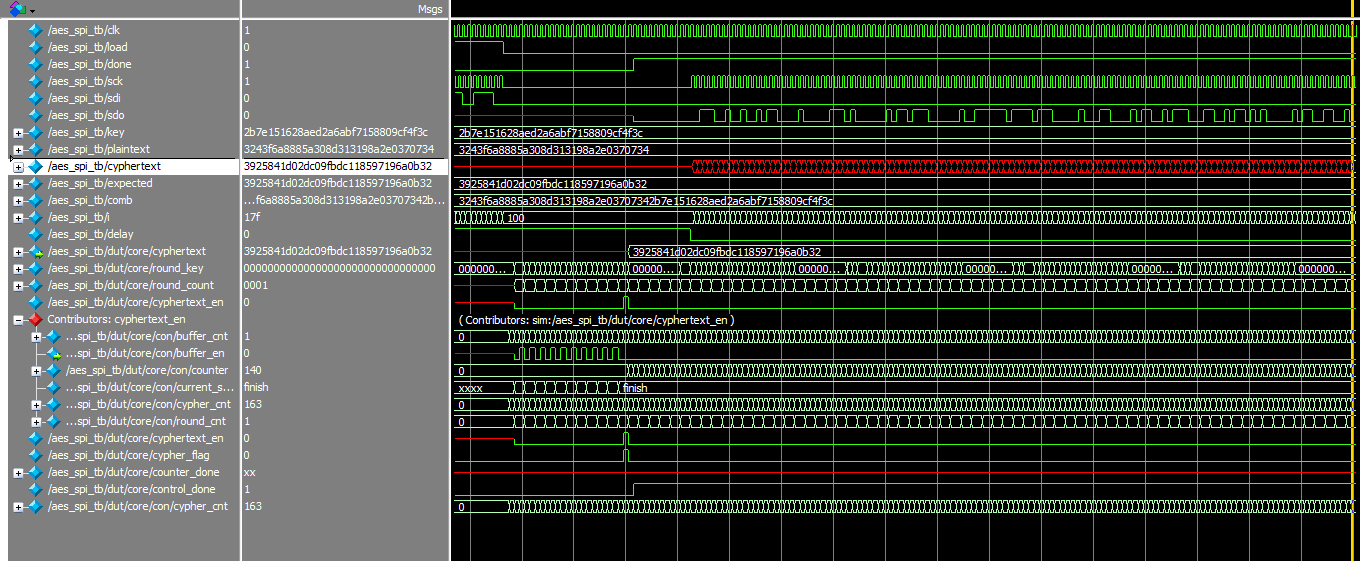 Msgs
/aes_spi_tb/clk 1
/aes_spi_tb/load 0
/aes_spi_tb/done 1
/aes_spi_tb/sck 1
/aes_spi_tb/sdi 0
/aes_spi_tb/sdo 0
/aes_spi_tb/key 2b7e151628aed2a6abf7158809cf4f3c 2b7e151628aed2a6abf7158809cf4f3c
/aes_spi_tb/plaintext 3243f6a8885a308d313198a2e0370734 3243f6a8885a308d313198a2e0370734
/aes_spi_tb/cyphertext 3925841d02dc09fbdc118597196a0b32
/aes_spi_tb/expected 3925841d02dc09fbdc118597196a0b32 3925841d02dc09fbdc118597196a0b32
/aes_spi_tb/comb ...f6a8885a308d313198a2e03707342b... 3243f6a8885a308d313198a2e03707342b7e151628aed2a6abf7158809cf4f3c
/aes_spi_tb/i 17f 100
/aes_spi_tb/delay 0
/aes_spi_tb/dut/core/cyphertext 3925841d02dc09fbdc118597196a0b32 3925841d02dc09fbdc118597196a0b32
/aes_spi_tb/dut/core/round_key 00000000000000000000000000000000 000000... 00000... 00000... 00000... 00000... 000000...
/aes_spi_tb/dut/core/round_count 0001
/aes_spi_tb/dut/core/cyphertext_en 0
Contributors: cyphertext_en ( Contributors: sim:/aes_spi_tb/dut/core/cyphertext_en )
...spi_tb/dut/core/con/buffer_cnt 1 0
...spi_tb/dut/core/con/buffer_en 0
/aes_spi_tb/dut/core/con/counter 140 0
...spi_tb/dut/core/con/current_s... finish xxxx finish
...spi_tb/dut/core/con/cypher_cnt 163 0
...spi_tb/dut/core/con/round_cnt 1 0
/aes_spi_tb/dut/core/cyphertext_en 0
/aes_spi_tb/dut/core/cypher_flag 0
/aes_spi_tb/dut/core/counter_done xx
/aes_spi_tb/dut/core/control_done 1
/aes_spi_tb/dut/core/con/cypher_cnt 163 0